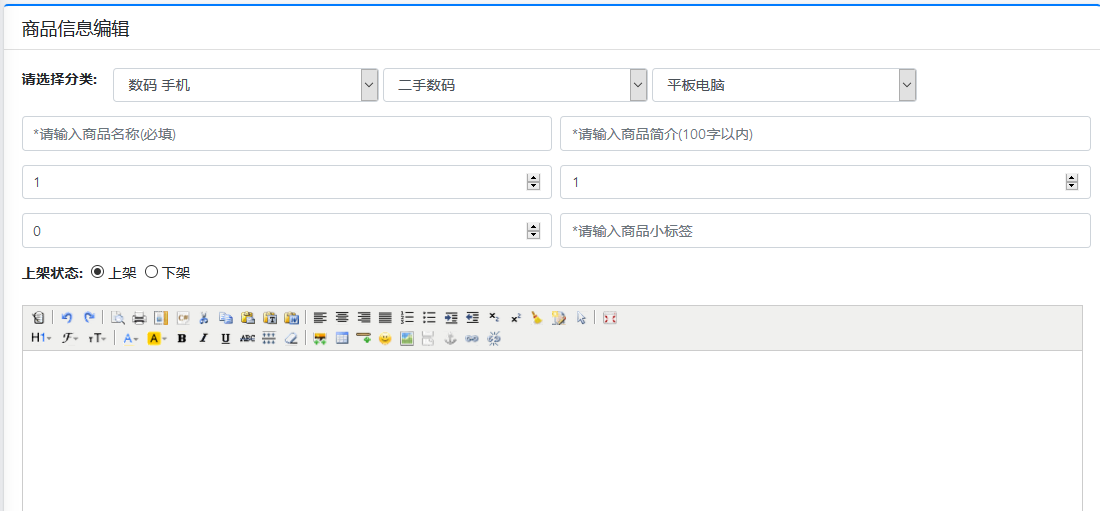 商品信息编辑
请选择分类: 数码 手机 二手数码 平板电脑
*请输入商品名称(必填) *请输入商品简介(100字以内)
1 1
0 *请输入商品小标签
上架状态: 上架 下架
H1 F тT A A B I U ABC